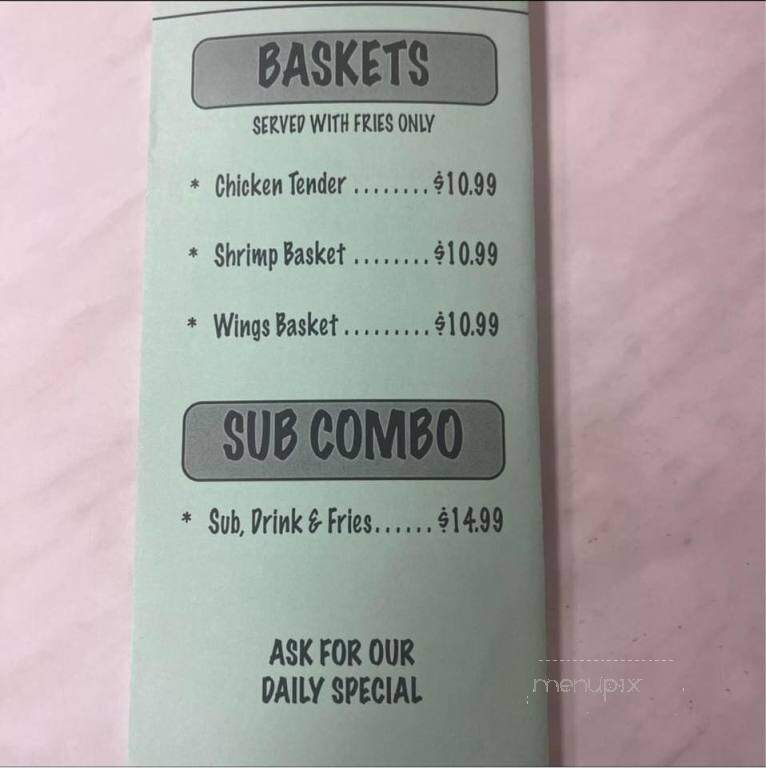 BASKETS
SERVED WITH FRIES ONLY
* Chicken Tender ........ $10.99
* Shrimp Basket ........ $10.99
* Wings Basket ......... $10.99
SUB COMBO
* Sub, Drink & Fries...... $14.99
ASK FOR OUR
DAILY SPECIAL
menupix